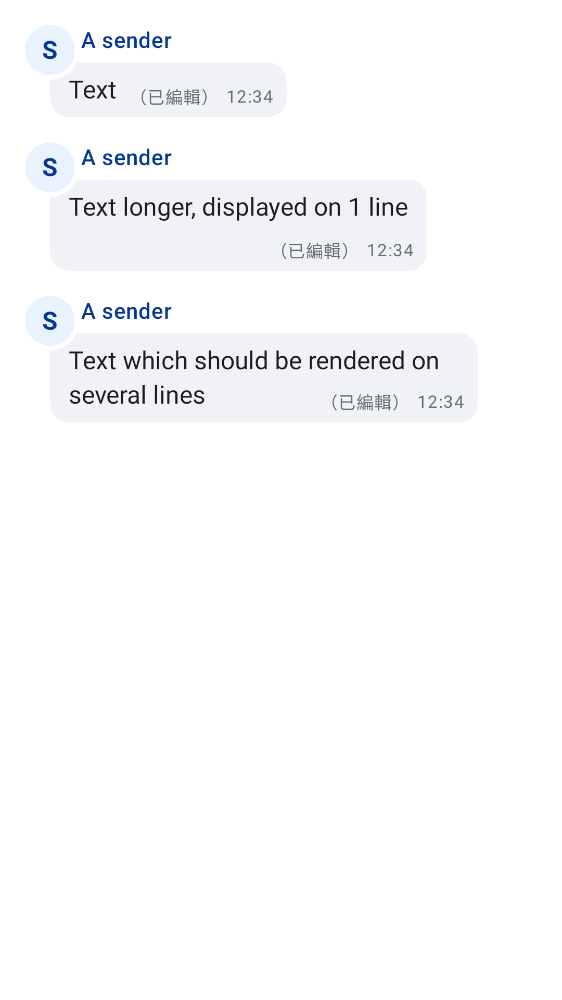 S
A sender
Text （已編輯） 12:34
S
A sender
Text longer, displayed on 1 line
（已編輯） 12:34
S
A sender
Text which should be rendered on
several lines （已編輯） 12:34